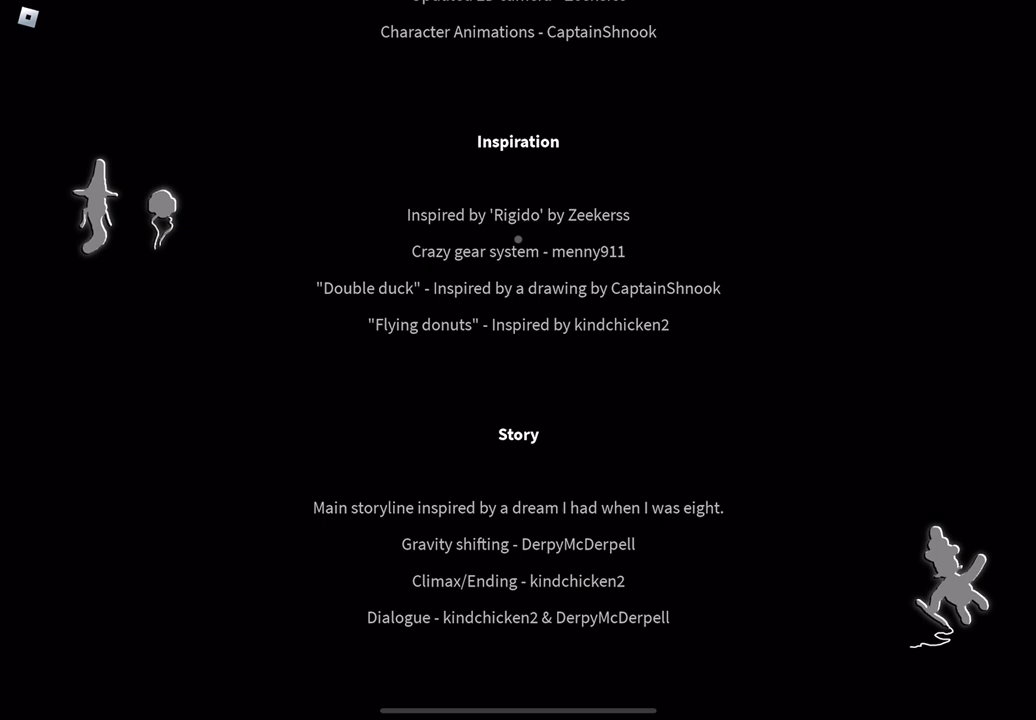 Character Animations - CaptainShnook
Inspiration
Inspired by 'Rigido' by Zeekerss
Crazy gear system - menny911
"Double duck" - Inspired by a drawing by CaptainShnook
"Flying donuts" - Inspired by kindchicken2
Story
Main storyline inspired by a dream I had when I was eight.
Gravity shifting - DerpyMcDerpell
Climax/Ending - kindchicken2
Dialogue - kindchicken2 & DerpyMcDerpell